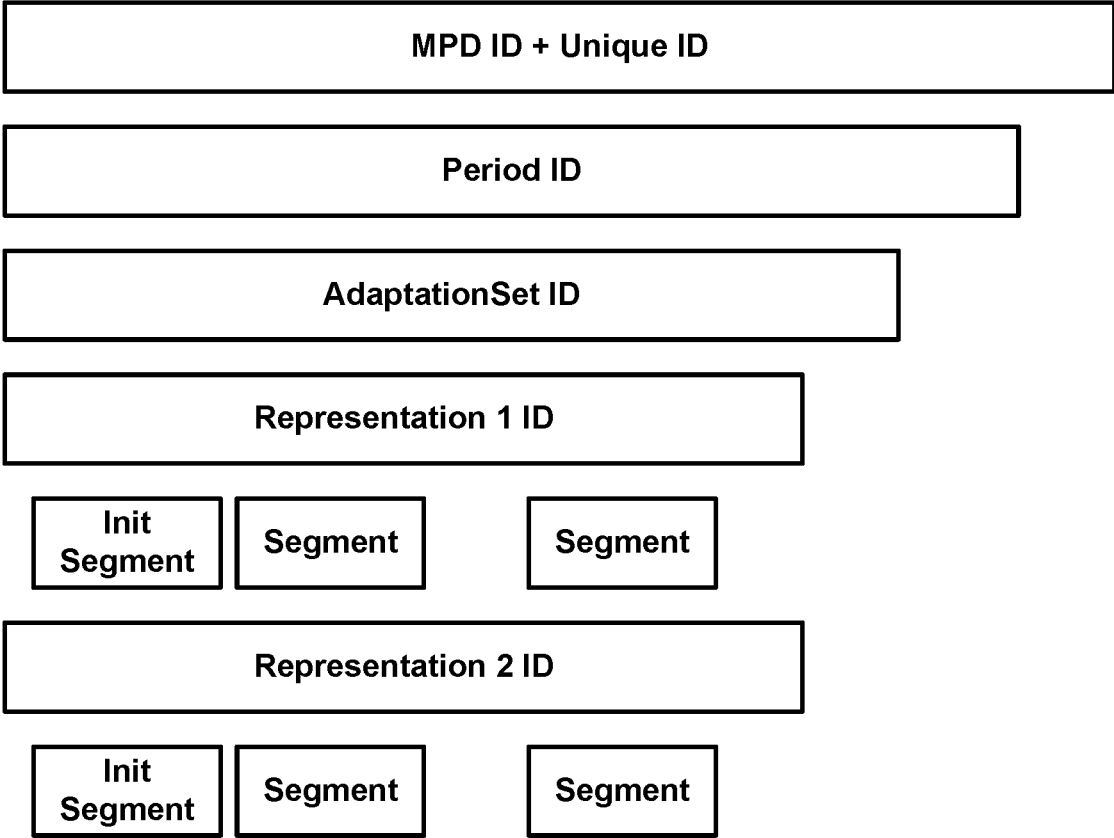 MPD ID + Unique ID
Period ID
AdaptationSet ID
Representation 1 ID
Init
Segment
Segment
Segment
Representation 2 ID
Init
Segment
Segment
Segment